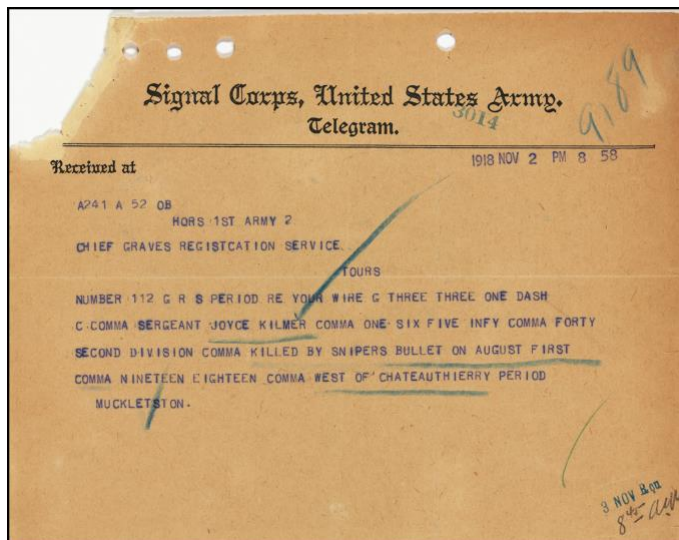 Signal Corps, United States Army.
Telegram.
3014
9189
Received at
1918 NOV 2 PM 8 58
A241 A 52 OB
HQRS 1ST ARMY 2
CHIEF GRAVES REGISTCATION SERVICE
TOURS
NUMBER 112 G R S PERIOD RE YOUR WIRE G THREE THREE ONE DASH
C COMMA SERGEANT JOYCE KILMER COMMA ONE SIX FIVE INFY COMMA FORTY
SECOND DIVISION COMMA KILLED BY SNIPERS BULLET ON AUGUST FIRST
COMMA NINETEEN EIGHTEEN COMMA WEST OF CHATEAUTHIERRY PERIOD
MUCKLETSTON.
3 NOV
8 45